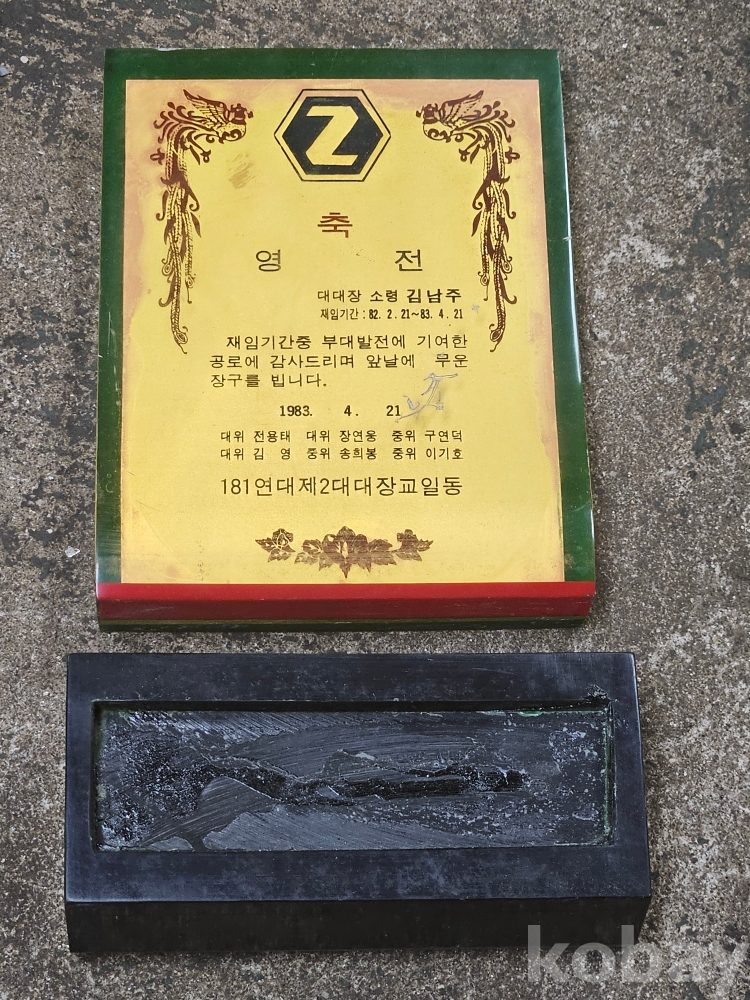 Z
축
영 전
대대장 소령 김남주
재임기간 : 82. 2. 21~83. 4. 21
재임기간중 부대발전에 기여한
공로에 감사드리며 앞날에 무운
장구를 빕니다.
1983. 4. 21
대위 전용태 대위 장연웅 중위 구연덕
대위 김 영 중위 송희봉 중위 이기호
181연대제2대대장교일동
kobay